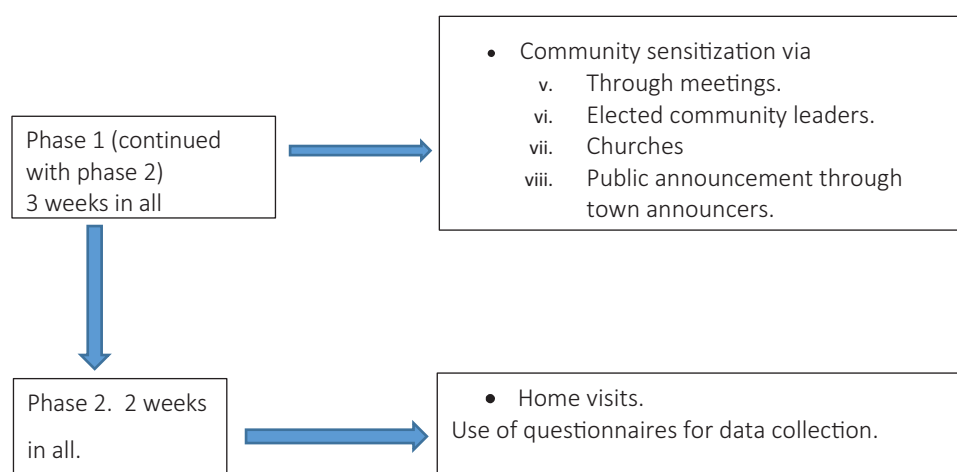 Phase 1 (continued
with phase 2)
3 weeks in all
• Community sensitization via
v. Through meetings.
vi. Elected community leaders.
vii. Churches
viii. Public announcement through
town announcers.
Phase 2. 2 weeks
in all.
• Home visits.
Use of questionnaires for data collection.